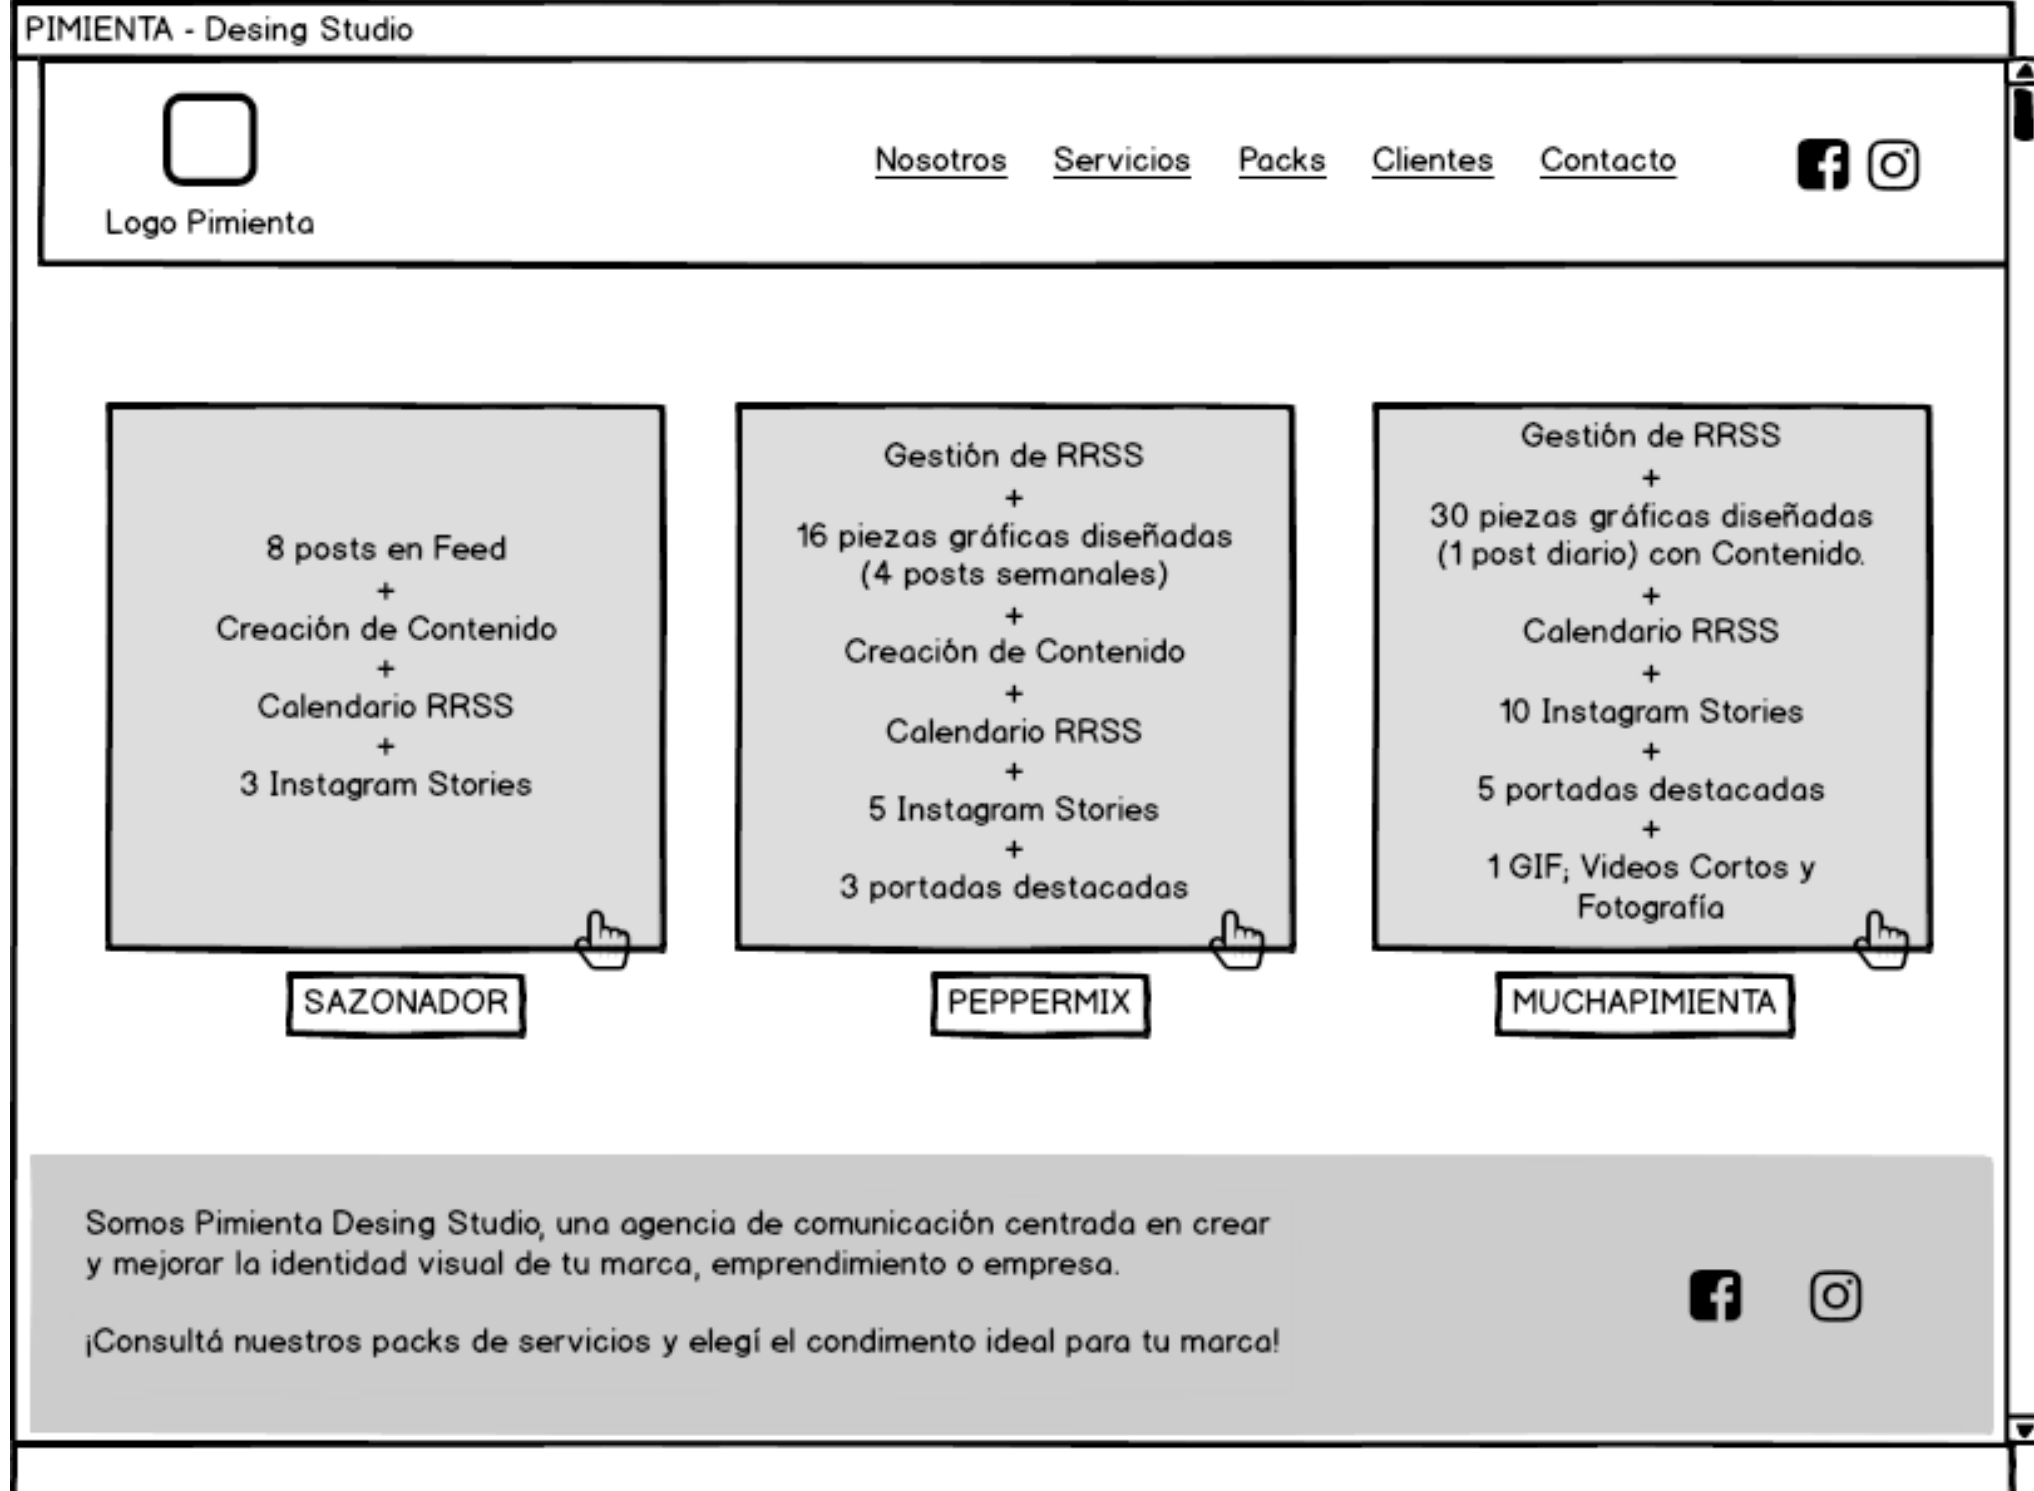 PIMIENTA - Desing Studio
Logo Pimienta
Nosotros Servicios Packs Clientes Contacto
8 posts en Feed
+
Creación de Contenido
+
Calendario RRSS
+
3 Instagram Stories
SAZONADOR
Gestión de RRSS
+
16 piezas gráficas diseñadas
(4 posts semanales)
+
Creación de Contenido
+
Calendario RRSS
+
5 Instagram Stories
+
3 portadas destacadas
PEPPERMIX
Gestión de RRSS
+
30 piezas gráficas diseñadas
(1 post diario) con Contenido.
+
Calendario RRSS
+
10 Instagram Stories
+
5 portadas destacadas
+
1 GIF; Videos Cortos y
Fotografía
MUCHAPIMIENTA
Somos Pimienta Desing Studio, una agencia de comunicación centrada en crear
y mejorar la identidad visual de tu marca, emprendimiento o empresa.
¡Consultá nuestros packs de servicios y elegí el condimento ideal para tu marca!